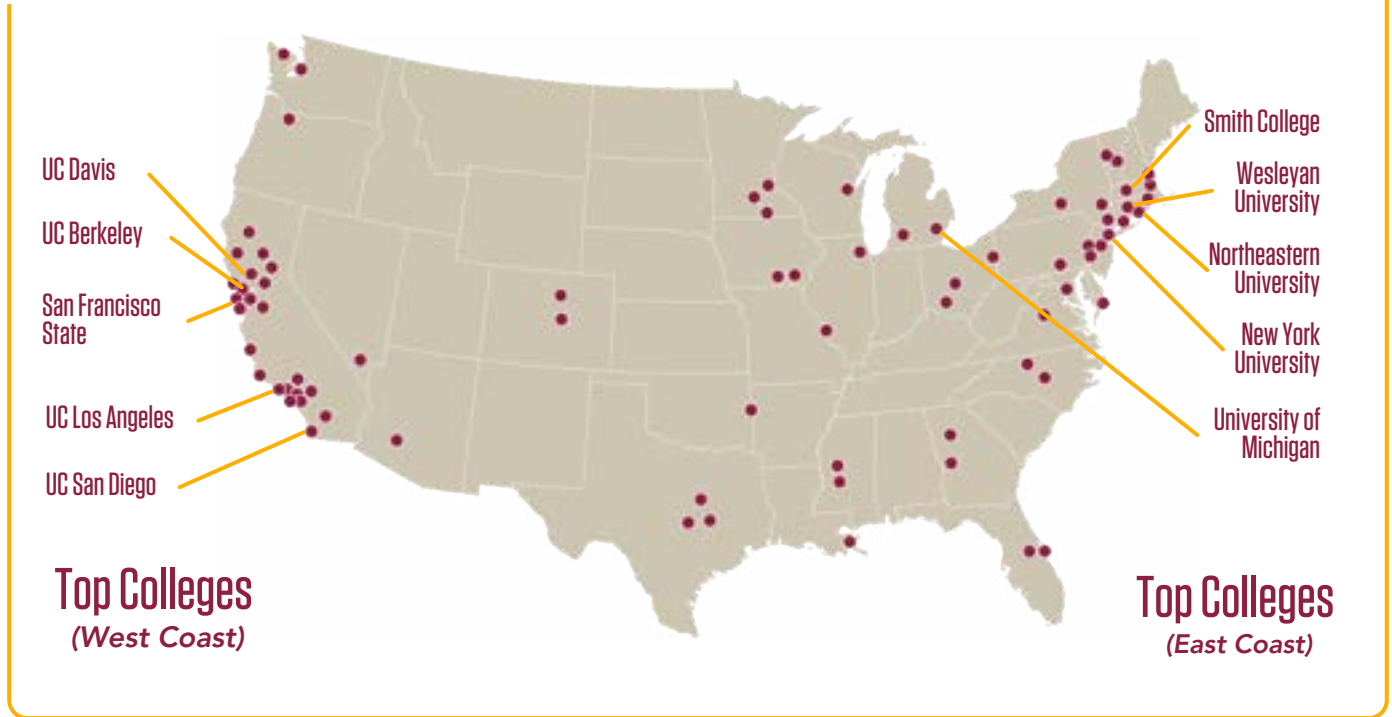 UC Davis
UC Berkeley
San Francisco
State
UC Los Angeles
UC San Diego
Top Colleges
(West Coast)
Smith College
Wesleyan
University
Northeastern
University
New York
University
University of
Michigan
Top Colleges
(East Coast)